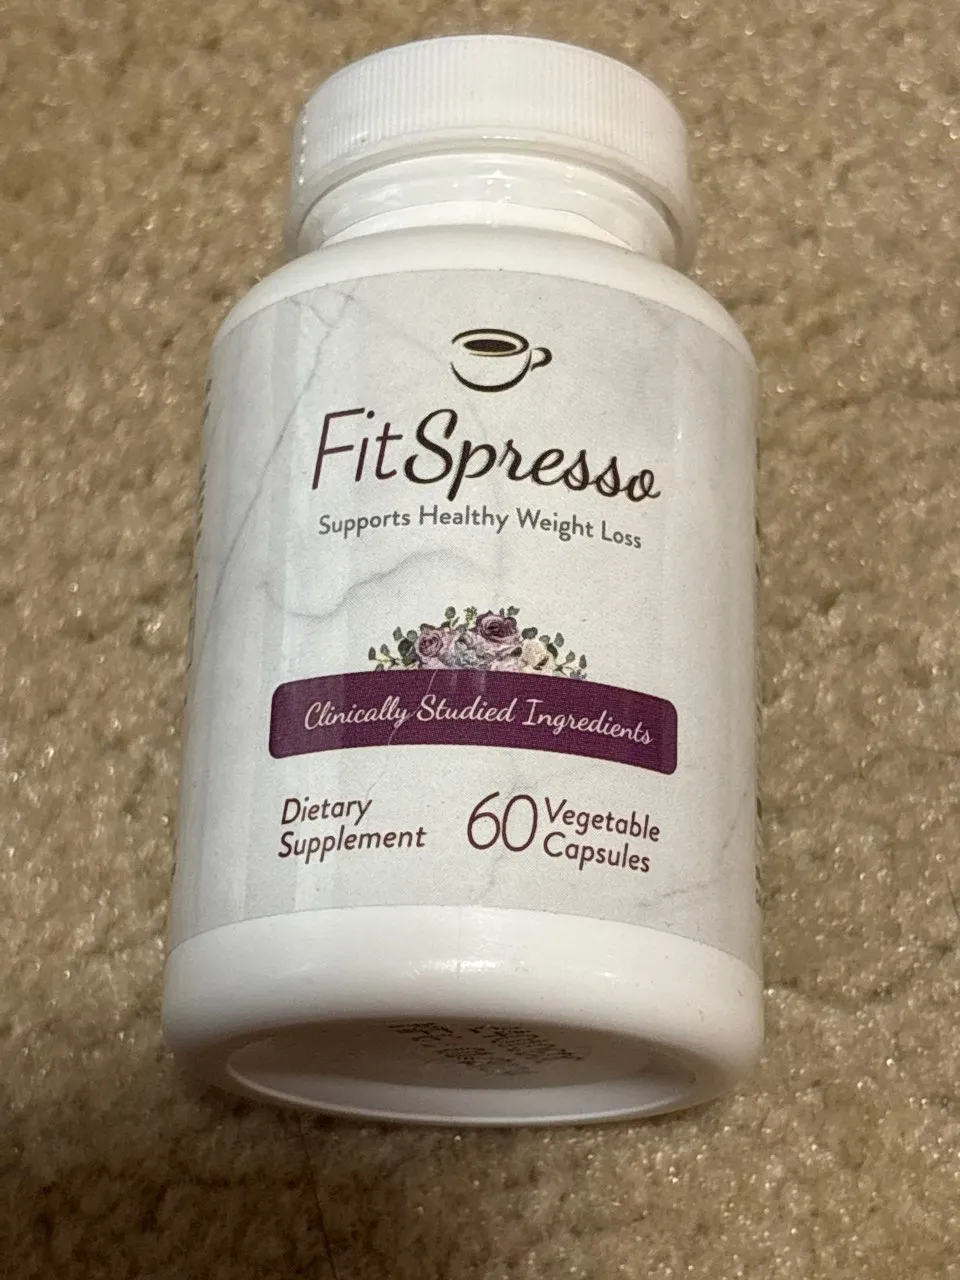 FitSpresso
Supports Healthy Weight Loss
Clinically Studied Ingredients
Dietary
Supplement
60 Vegetable
Capsules